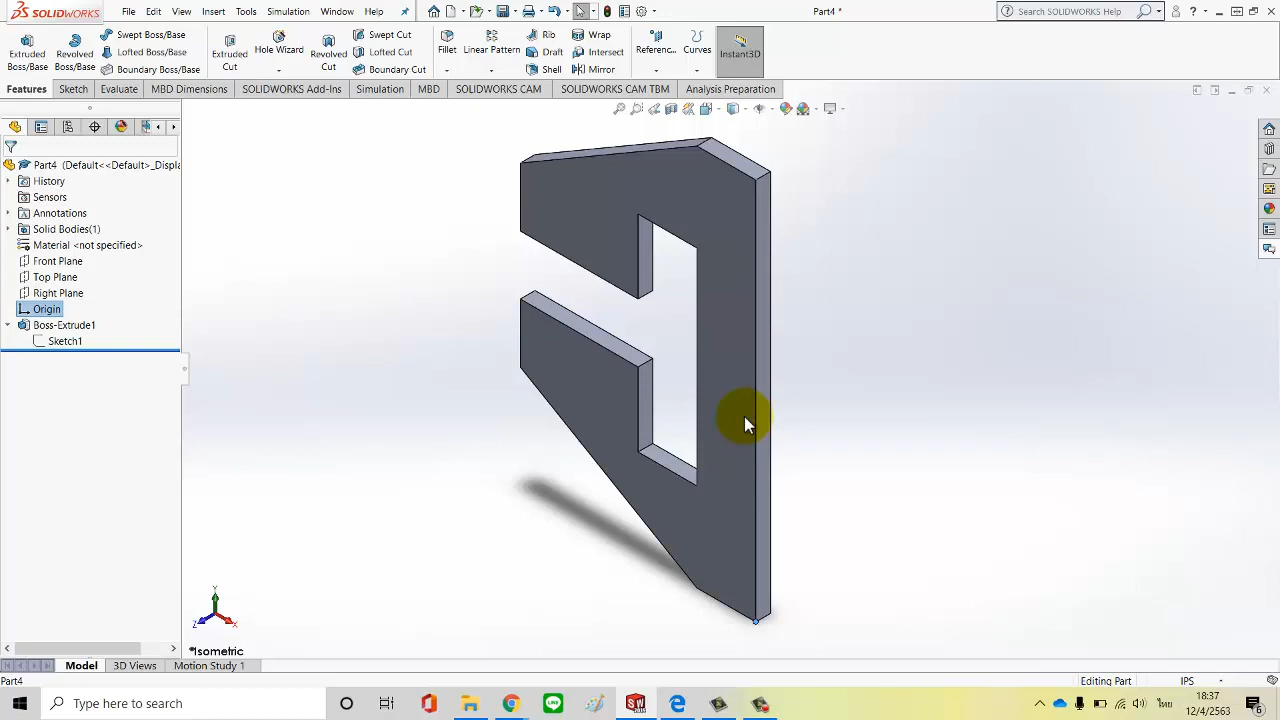 SOLIDWORKS File Edit View Insert Tools Simulation Window Help Part4 * Search SOLIDWORKS Help
Extruded Boss/Base
Revolved Boss/Base
Swept Boss/Base
Lofted Boss/Base
Boundary Boss/Base
Extruded Cut
Hole Wizard
Revolved Cut
Swept Cut
Lofted Cut
Boundary Cut
Fillet
Linear Pattern
Rib
Draft
Shell
Wrap
Intersect
Mirror
Referenc...
Curves
Instant3D
Features Sketch Evaluate MBD Dimensions SOLIDWORKS Add-Ins Simulation MBD SOLIDWORKS CAM SOLIDWORKS CAM TBM Analysis Preparation
Part4 (Default<<Default>_Displa
History
Sensors
Annotations
Solid Bodies(1)
Material <not specified>
Front Plane
Top Plane
Right Plane
Origin
Boss-Extrude1
Sketch1
Y
Z
X
*Isometric
Model 3D Views Motion Study 1
Part4 Editing Part IPS
Type here to search
ไทย
18:37
12/4/2563
6